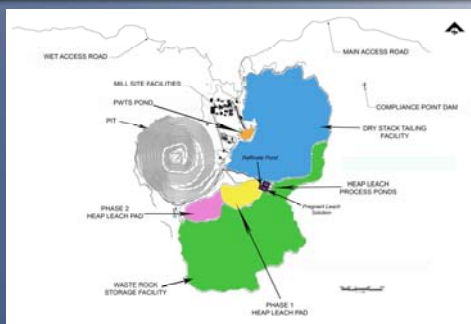 WET ACCESS ROAD
MAIN ACCESS ROAD
MILL SITE FACILITIES
PWTS POND
PIT
COMPLIANCE POINT DAM
DRY STACK TAILING
FACILITY
Raffinate Pond
HEAP LEACH
PROCESS PONDS
Pregnant Leach
Solution
PHASE 2
HEAP LEACH PAD
WASTE ROCK
STORAGE FACILITY
PHASE 1
HEAP LEACH PAD